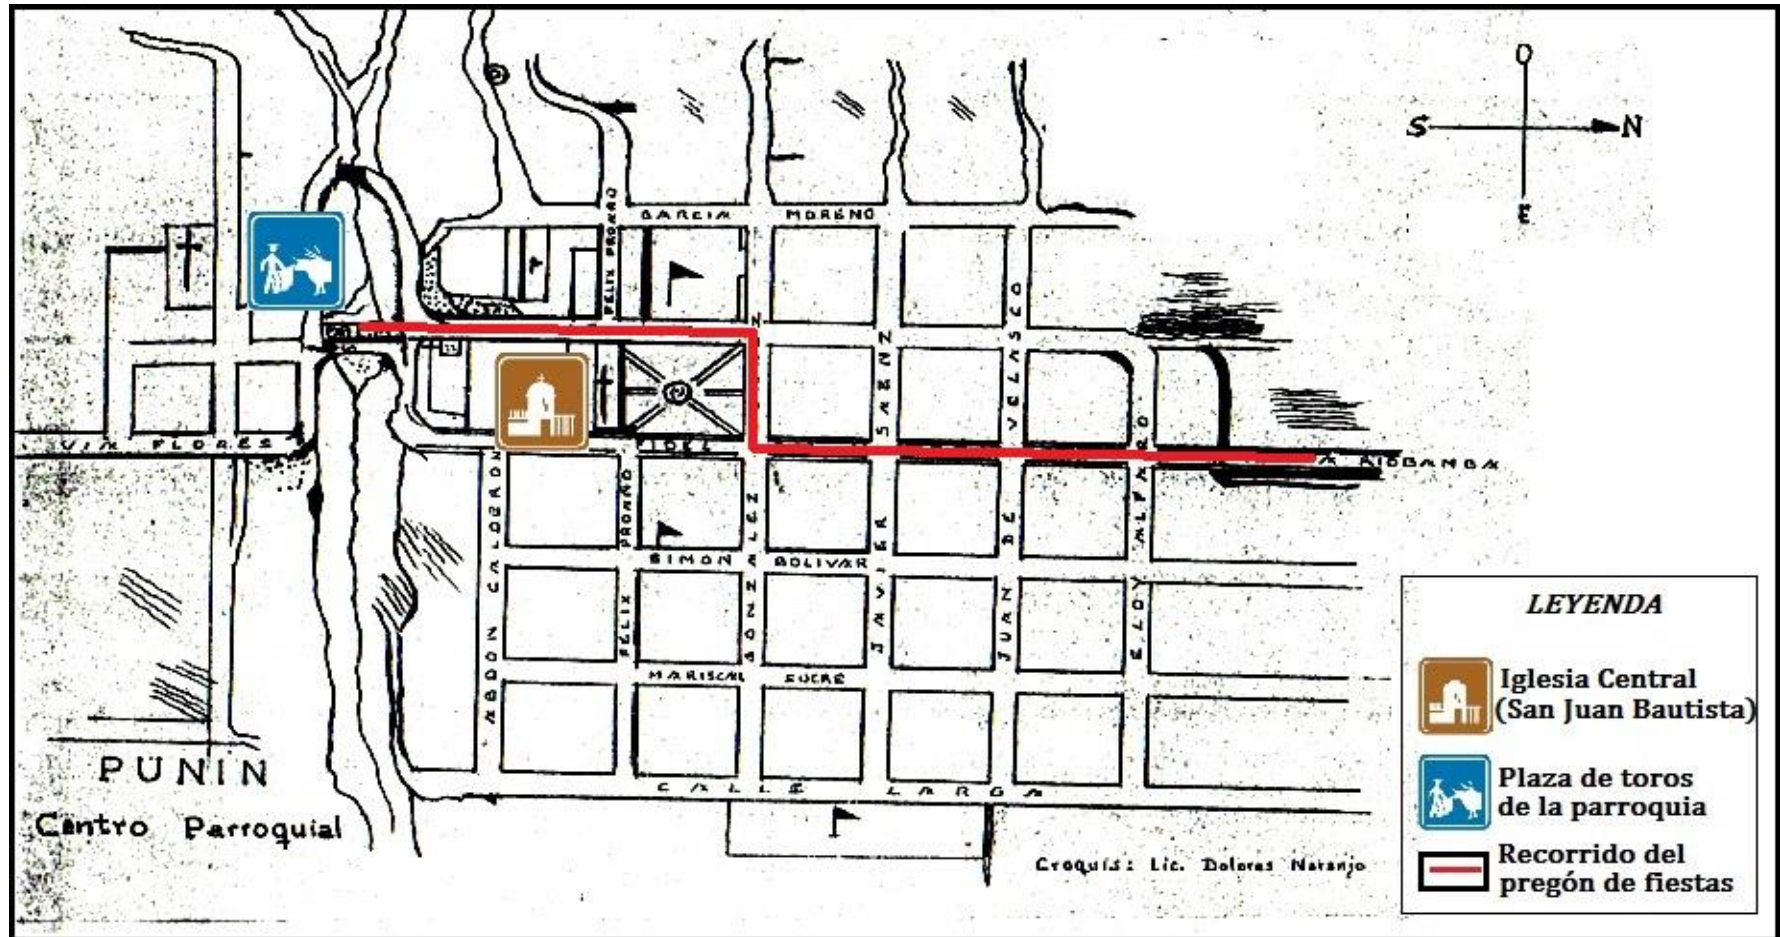 O
S N
E
FELIX PROAÑO
GARCIA MORENO
VELASCO
SAENZ
VIA FLORES
FIDEL
A RIOBAMBA
ABDON CALDERON
FELIX PROAÑO
GONZALEZ
JAVIER
JUAN DE
ELOY ALFARO
SIMON BOLIVAR
MARISCAL SUCRE
CALLE LARGA
PUNIN
Centro Parroquial
Croquis: Lic. Dolores Naranjo
LEYENDA
Iglesia Central
(San Juan Bautista)
Plaza de toros
de la parroquia
Recorrido del
pregón de fiestas